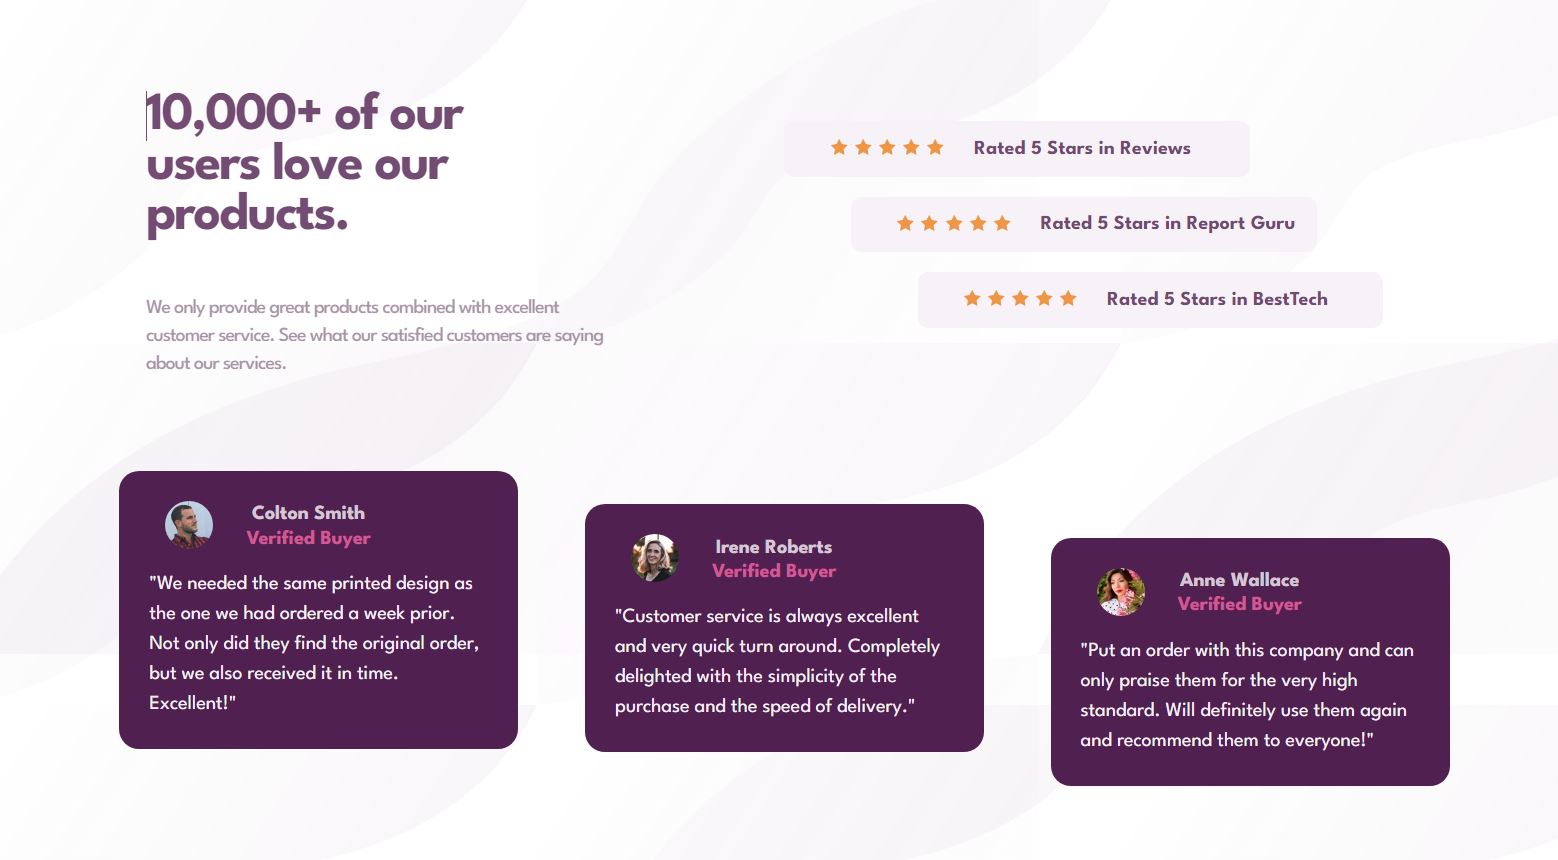 10,000+ of our
users love our
products.
We only provide great products combined with excellent
customer service. See what our satisfied customers are saying
about our services.
Rated 5 Stars in Reviews
Rated 5 Stars in Report Guru
Rated 5 Stars in BestTech
Colton Smith
Verified Buyer
"We needed the same printed design as
the one we had ordered a week prior.
Not only did they find the original order,
but we also received it in time.
Excellent!"
Irene Roberts
Verified Buyer
"Customer service is always excellent
and very quick turn around. Completely
delighted with the simplicity of the
purchase and the speed of delivery."
Anne Wallace
Verified Buyer
"Put an order with this company and can
only praise them for the very high
standard. Will definitely use them again
and recommend them to everyone!"